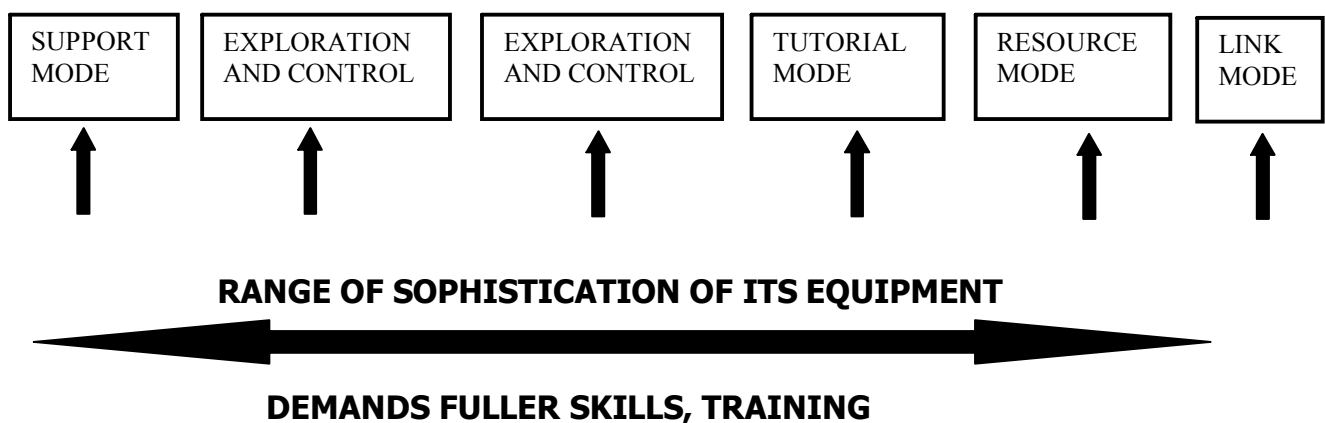 SUPPORT
MODE
EXPLORATION
AND CONTROL
EXPLORATION
AND CONTROL
TUTORIAL
MODE
RESOURCE
MODE
LINK
MODE
RANGE OF SOPHISTICATION OF ITS EQUIPMENT
DEMANDS FULLER SKILLS, TRAINING